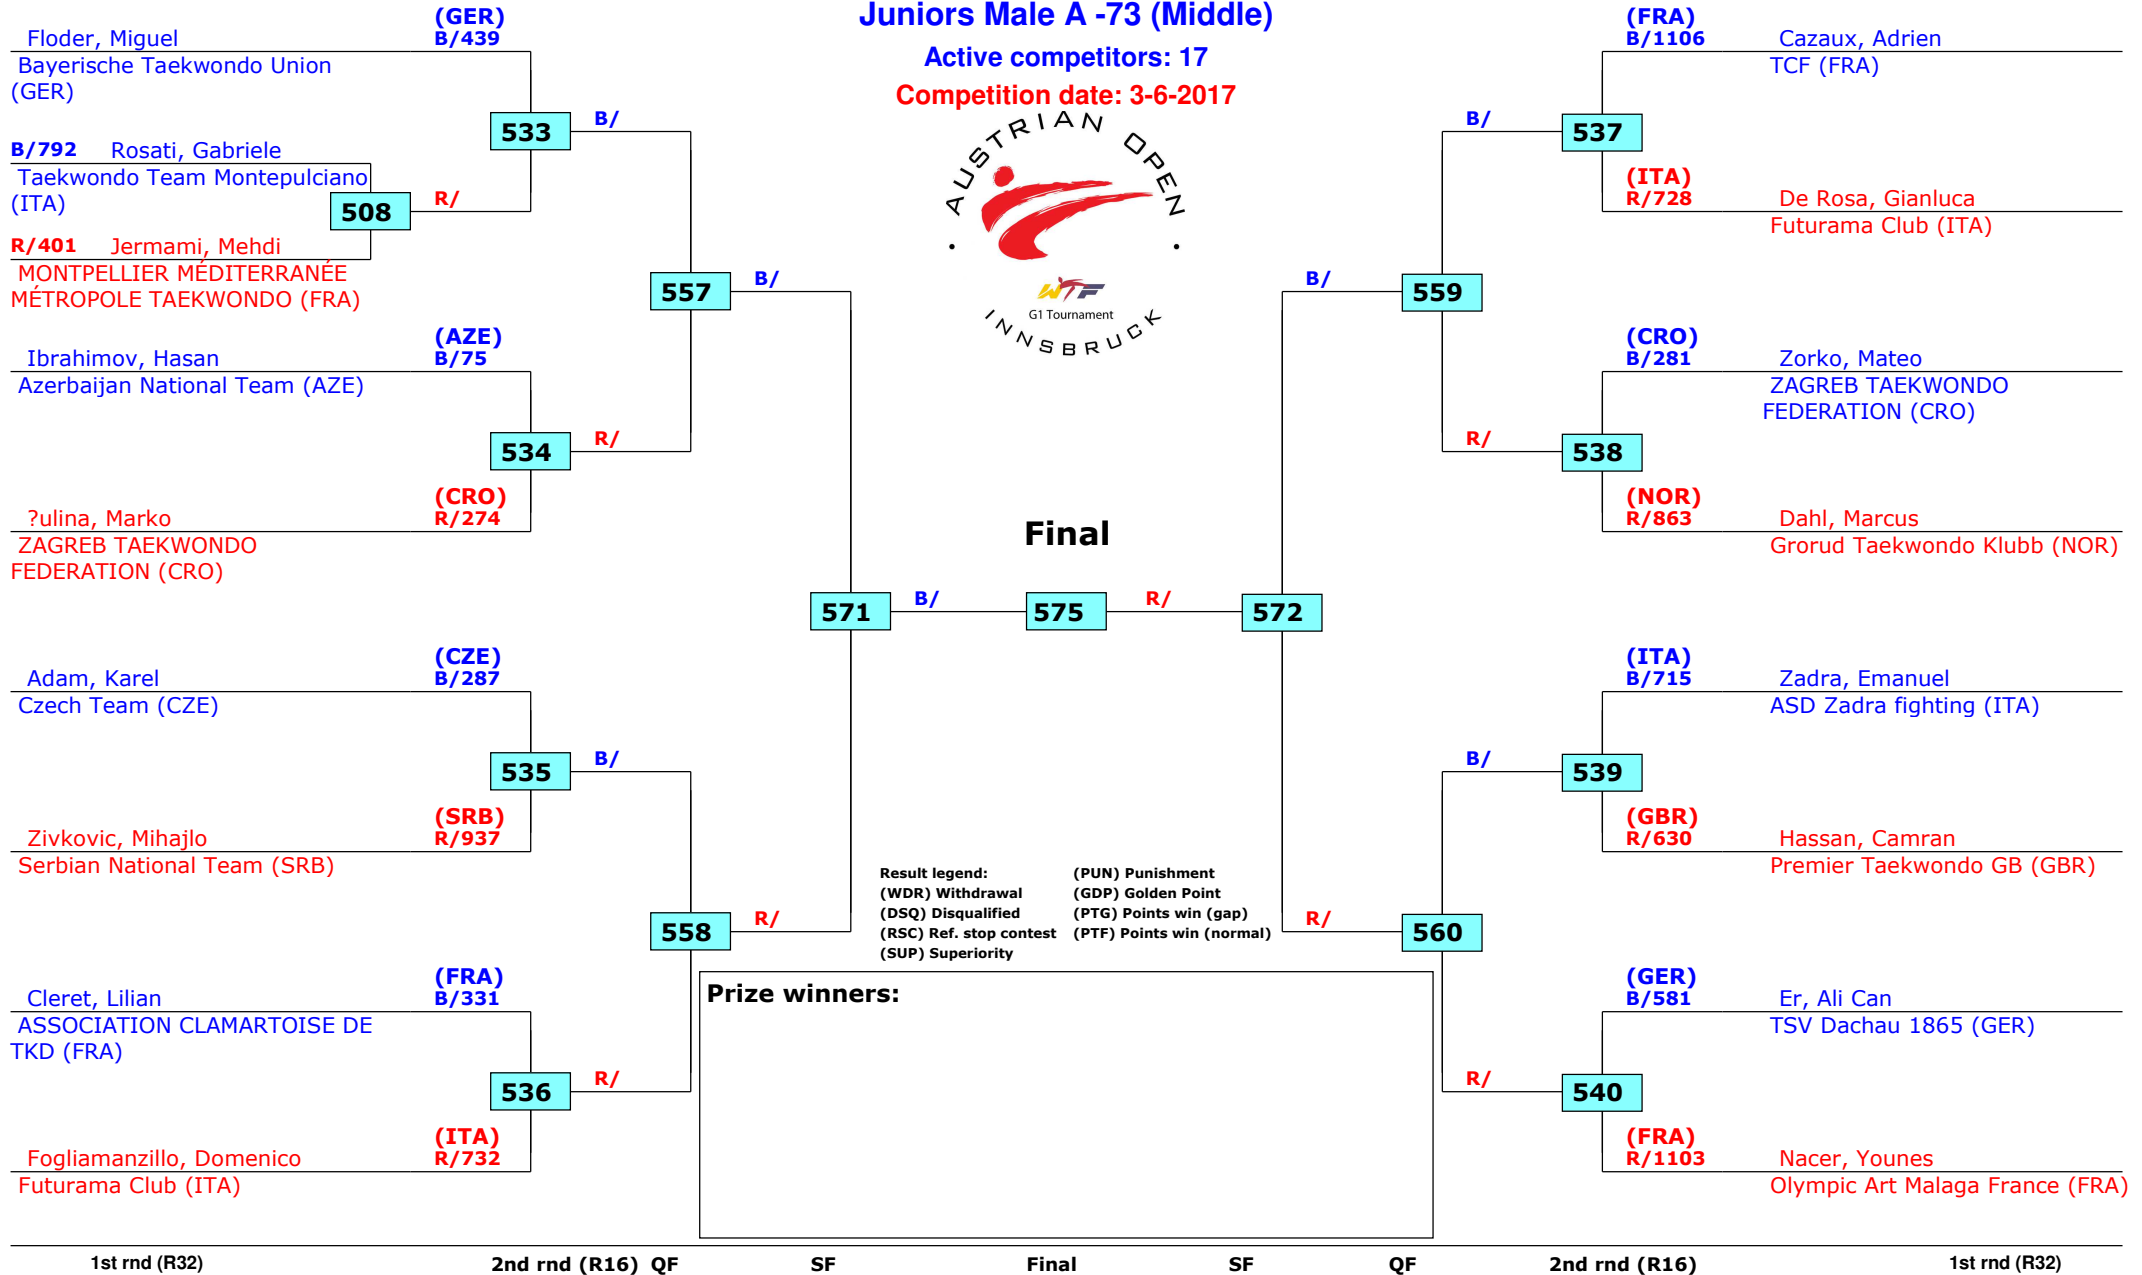 Juniors Male A -73 (Middle)
Active competitors: 17
Competition date: 3-6-2017
AUSTRIAN OPEN
WTF
G1 Tournament
INNSBRUCK
(GER)
Floder, Miguel B/439
Bayerische Taekwondo Union
(GER)
533 B/
B/792 Rosati, Gabriele
Taekwondo Team Montepulciano
(ITA)
508 R/
R/401 Jermami, Mehdi
MONTPELLIER MÉDITERRANÉE
MÉTROPOLE TAEKWONDO (FRA)
557 B/
(AZE)
Ibrahimov, Hasan B/75
Azerbaijan National Team (AZE)
534 R/
(CRO)
?ulina, Marko R/274
ZAGREB TAEKWONDO
FEDERATION (CRO)
571 B/
(CZE)
Adam, Karel B/287
Czech Team (CZE)
535 B/
(SRB)
Zivkovic, Mihajlo R/937
Serbian National Team (SRB)
558 R/
(FRA)
Cleret, Lilian B/331
ASSOCIATION CLAMARTOISE DE
TKD (FRA)
536 R/
(ITA)
Fogliamanzillo, Domenico R/732
Futurama Club (ITA)
Final
575
R/ 572
(FRA)
B/1106 Cazaux, Adrien
TCF (FRA)
B/ 537
(ITA)
R/728 De Rosa, Gianluca
Futurama Club (ITA)
B/ 559
(CRO)
B/281 Zorko, Mateo
ZAGREB TAEKWONDO
FEDERATION (CRO)
R/ 538
(NOR)
R/863 Dahl, Marcus
Grorud Taekwondo Klubb (NOR)
(ITA)
B/715 Zadra, Emanuel
ASD Zadra fighting (ITA)
B/ 539
(GBR)
R/630 Hassan, Camran
Premier Taekwondo GB (GBR)
R/ 560
(GER)
B/581 Er, Ali Can
TSV Dachau 1865 (GER)
R/ 540
(FRA)
R/1103 Nacer, Younes
Olympic Art Malaga France (FRA)
Result legend: (PUN) Punishment
(WDR) Withdrawal (GDP) Golden Point
(DSQ) Disqualified (PTG) Points win (gap)
(RSC) Ref. stop contest (PTF) Points win (normal)
(SUP) Superiority
Prize winners:
1st rnd (R32) 2nd rnd (R16) QF SF Final SF QF 2nd rnd (R16) 1st rnd (R32)